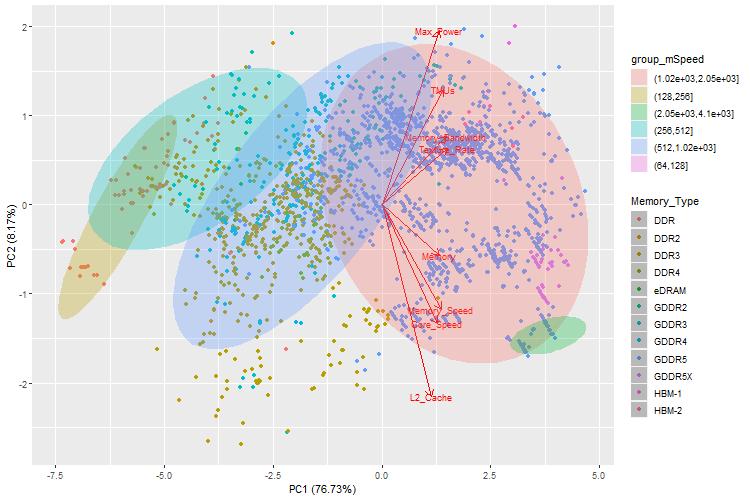 2
1
0
-1
-2
PC2 (8.17%)
Max_Power
TMUs
Memory_Bandwidth
Texture_Rate
Memory
Memory_Speed
Core_Speed
L2_Cache
-7.5 -5.0 -2.5 0.0 2.5 5.0
PC1 (76.73%)
group_mSpeed
(1.02e+03,2.05e+03]
(128,256]
(2.05e+03,4.1e+03]
(256,512]
(512,1.02e+03]
(64,128]
Memory_Type
DDR
DDR2
DDR3
DDR4
eDRAM
GDDR2
GDDR3
GDDR4
GDDR5
GDDR5X
HBM-1
HBM-2